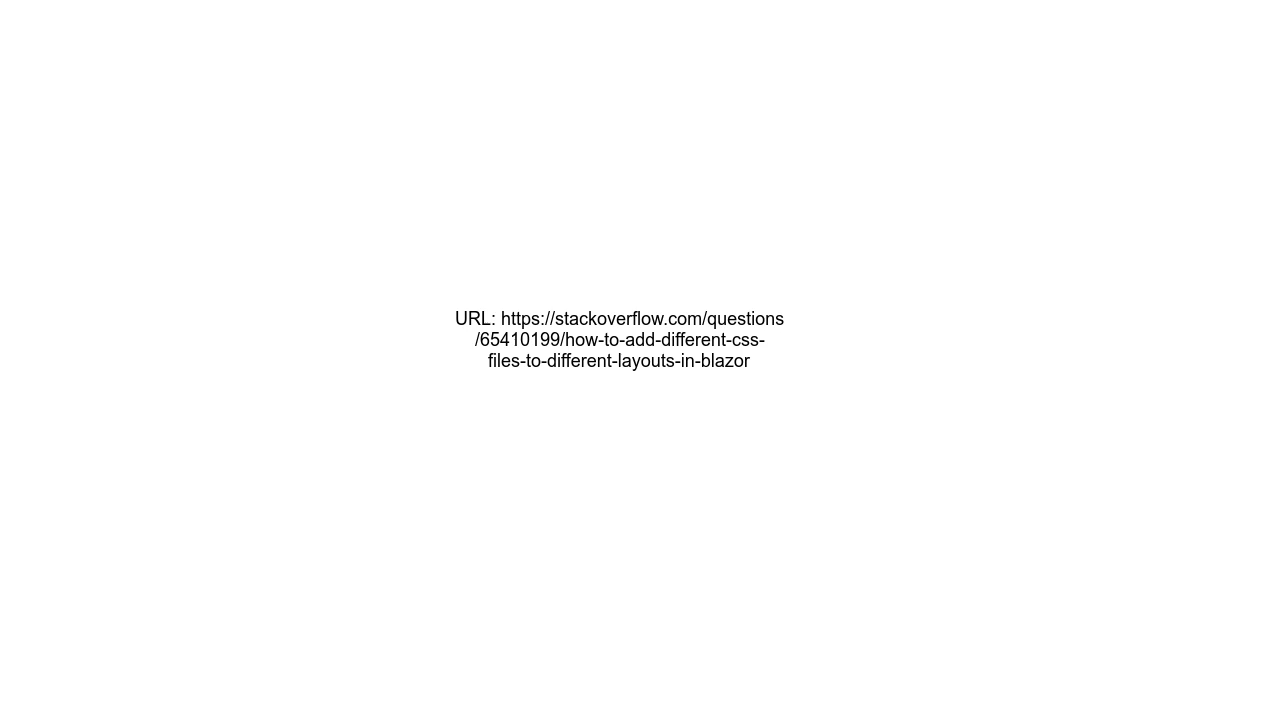 URL: https://stackoverflow.com/questions
/65410199/how-to-add-different-css-
files-to-different-layouts-in-blazor